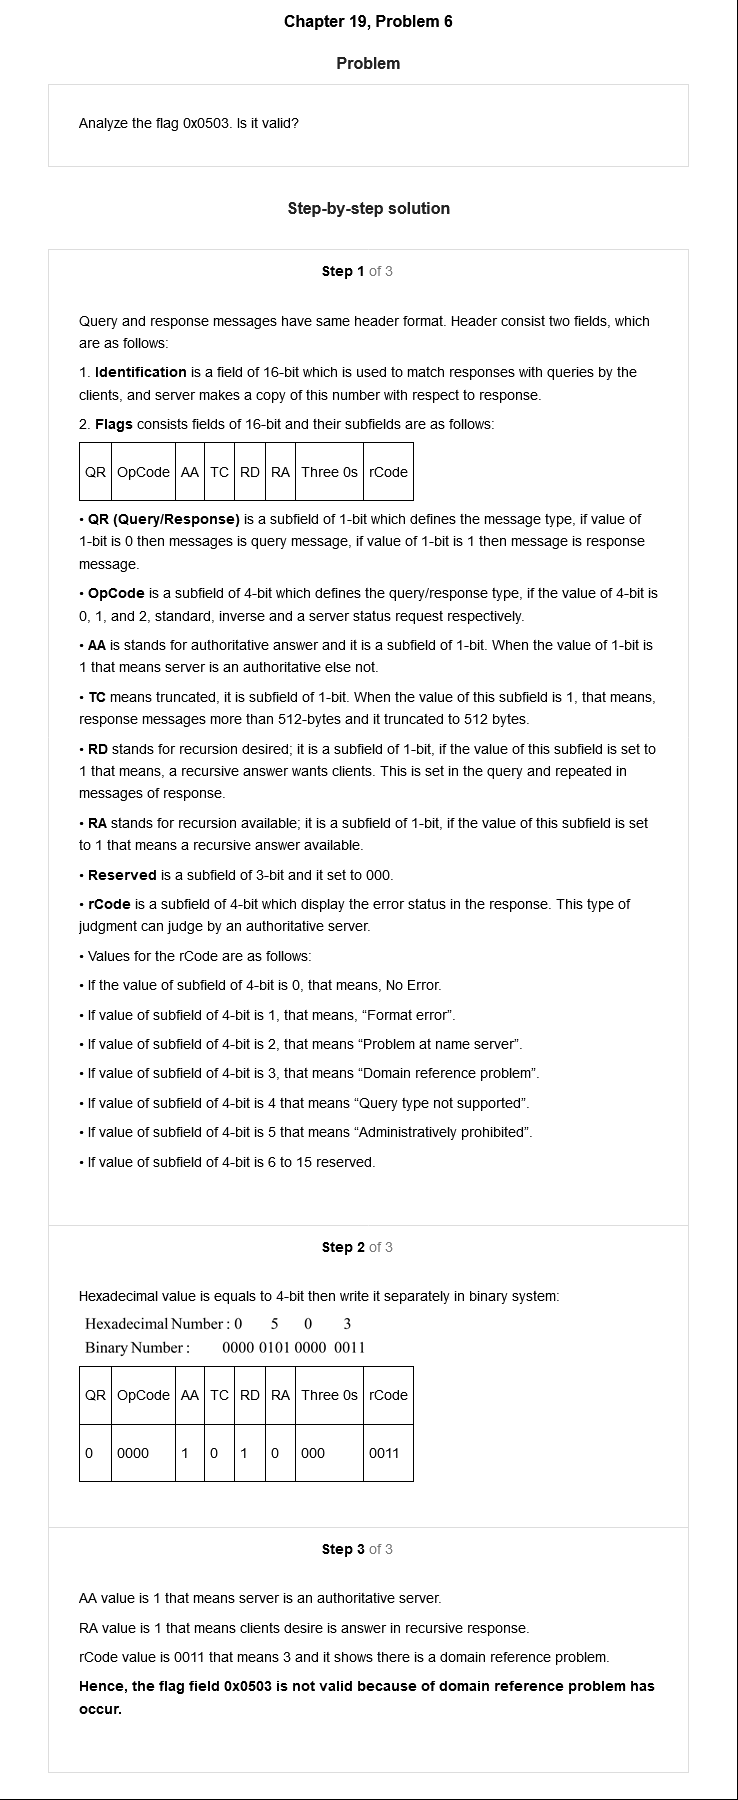 Chapter 19, Problem 6
Problem
Analyze the flag 0x0503. Is it valid?
Step-by-step solution
Step 1 of 3
Query and response messages have same header format. Header consist two fields, which
are as follows:
1. Identification is a field of 16-bit which is used to match responses with queries by the
clients, and server makes a copy of this number with respect to response.
2. Flags consists fields of 16-bit and their subfields are as follows:
QR OpCode AA TC RD RA Three 0s rCode
• QR (Query/Response) is a subfield of 1-bit which defines the message type, if value of
1-bit is 0 then messages is query message, if value of 1-bit is 1 then message is response
message.
• OpCode is a subfield of 4-bit which defines the query/response type, if the value of 4-bit is
0, 1, and 2, standard, inverse and a server status request respectively.
• AA is stands for authoritative answer and it is a subfield of 1-bit. When the value of 1-bit is
1 that means server is an authoritative else not.
• TC means truncated, it is subfield of 1-bit. When the value of this subfield is 1, that means,
response messages more than 512-bytes and it truncated to 512 bytes.
• RD stands for recursion desired; it is a subfield of 1-bit, if the value of this subfield is set to
1 that means, a recursive answer wants clients. This is set in the query and repeated in
messages of response.
• RA stands for recursion available; it is a subfield of 1-bit, if the value of this subfield is set
to 1 that means a recursive answer available.
• Reserved is a subfield of 3-bit and it set to 000.
• rCode is a subfield of 4-bit which display the error status in the response. This type of
judgment can judge by an authoritative server.
• Values for the rCode are as follows:
• If the value of subfield of 4-bit is 0, that means, No Error.
• If value of subfield of 4-bit is 1, that means, “Format error”.
• If value of subfield of 4-bit is 2, that means “Problem at name server”.
• If value of subfield of 4-bit is 3, that means “Domain reference problem”.
• If value of subfield of 4-bit is 4 that means “Query type not supported”.
• If value of subfield of 4-bit is 5 that means “Administratively prohibited”.
• If value of subfield of 4-bit is 6 to 15 reserved.
Step 2 of 3
Hexadecimal value is equals to 4-bit then write it separately in binary system:
Hexadecimal Number : 0 5 0 3
Binary Number : 0000 0101 0000 0011
QR OpCode AA TC RD RA Three 0s rCode
0 0000 1 0 1 0 000 0011
Step 3 of 3
AA value is 1 that means server is an authoritative server.
RA value is 1 that means clients desire is answer in recursive response.
rCode value is 0011 that means 3 and it shows there is a domain reference problem.
Hence, the flag field 0x0503 is not valid because of domain reference problem has
occur.